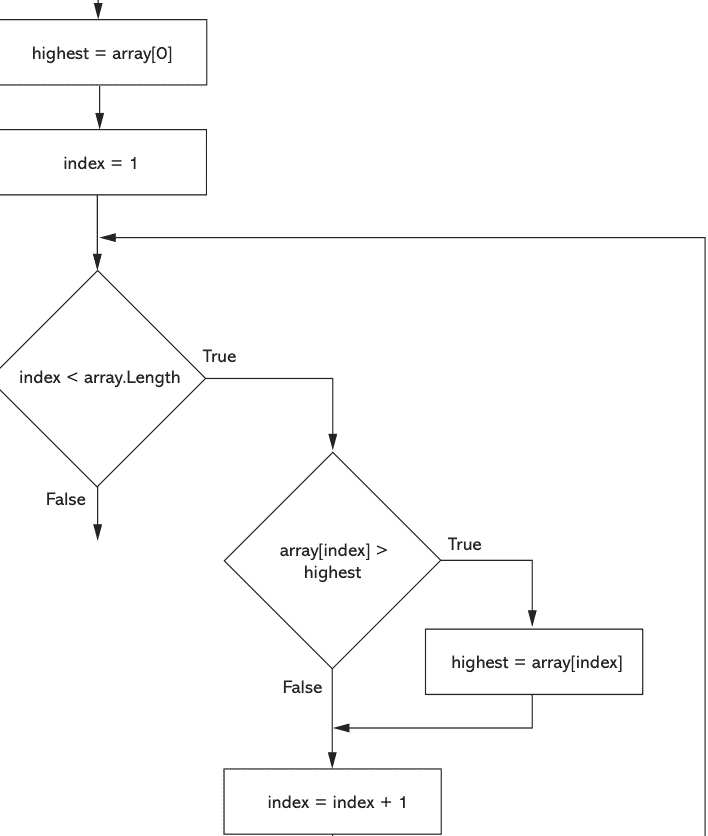 highest = array[0]
index = 1
True
index < array.Length
False
True
array[index] >
highest
highest = array[index]
False
index = index + 1